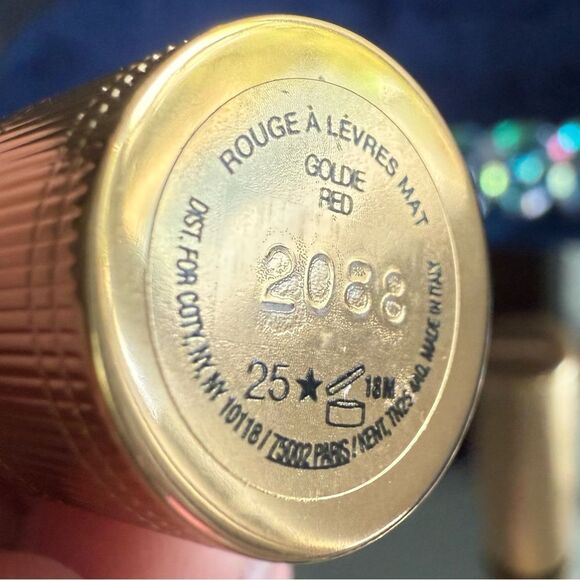 ROUGE À LÈVRES MAT
GOLDIE
RED
2088
25★ 18M
DIST. FOR COTY, NY, NY 10118 / 75002 PARIS / KENT, TN25 4AQ. MADE IN ITALY